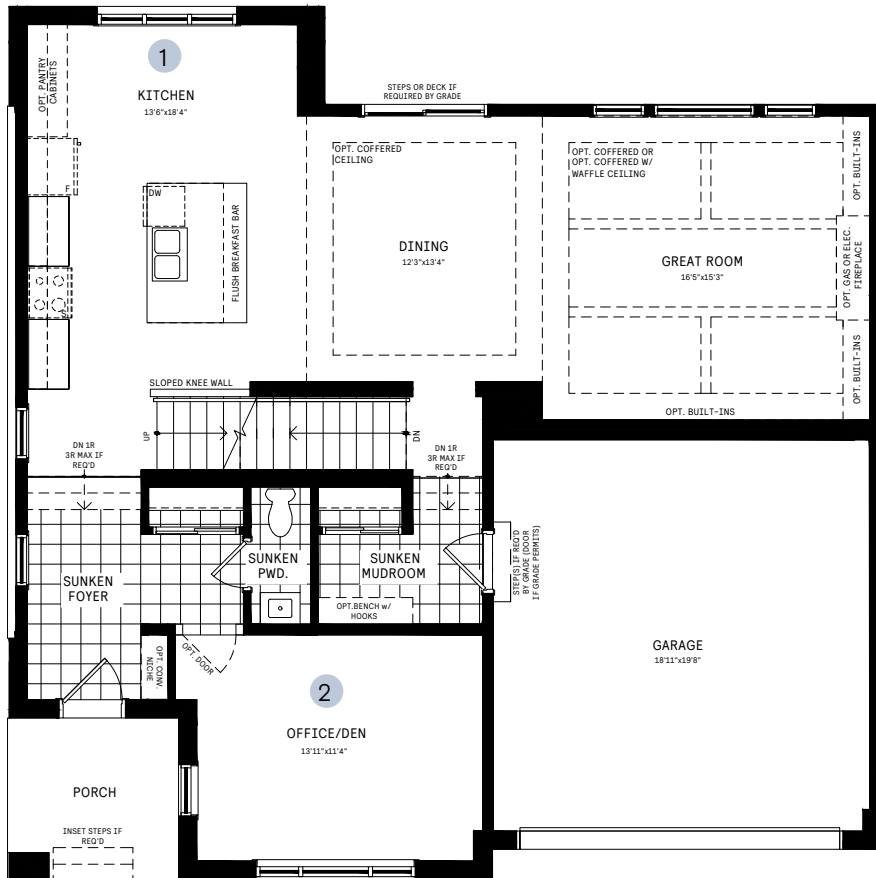 1
KITCHEN
13'6"x18'4"
OPT. PANTRY
CABINETS
F
DW
FLUSH BREAKFAST BAR
STEPS OR DECK IF
REQUIRED BY GRADE
OPT. COFFERED
CEILING
DINING
12'3"x13'4"
OPT. COFFERED OR
OPT. COFFERED W/
WAFFLE CEILING
GREAT ROOM
16'5"x15'3"
OPT. BUILT-INS
OPT. GAS OR ELEC.
FIREPLACE
OPT. BUILT-INS
OPT. BUILT-INS
SLOPED KNEE WALL
UP
DN
DN 1R
3R MAX IF
REQ'D
DN 1R
3R MAX IF
REQ'D
SUNKEN
FOYER
SUNKEN
PWD.
SUNKEN
MUDROOM
OPT.BENCH w/
HOOKS
STEP(S) IF REQ'D
BY GRADE (DOOR
IF GRADE PERMITS)
OPT. CONV.
NICHE
OPT. DOOR
GARAGE
18'11"x19'8"
2
OFFICE/DEN
13'11"x11'4"
PORCH
INSET STEPS IF
REQ'D